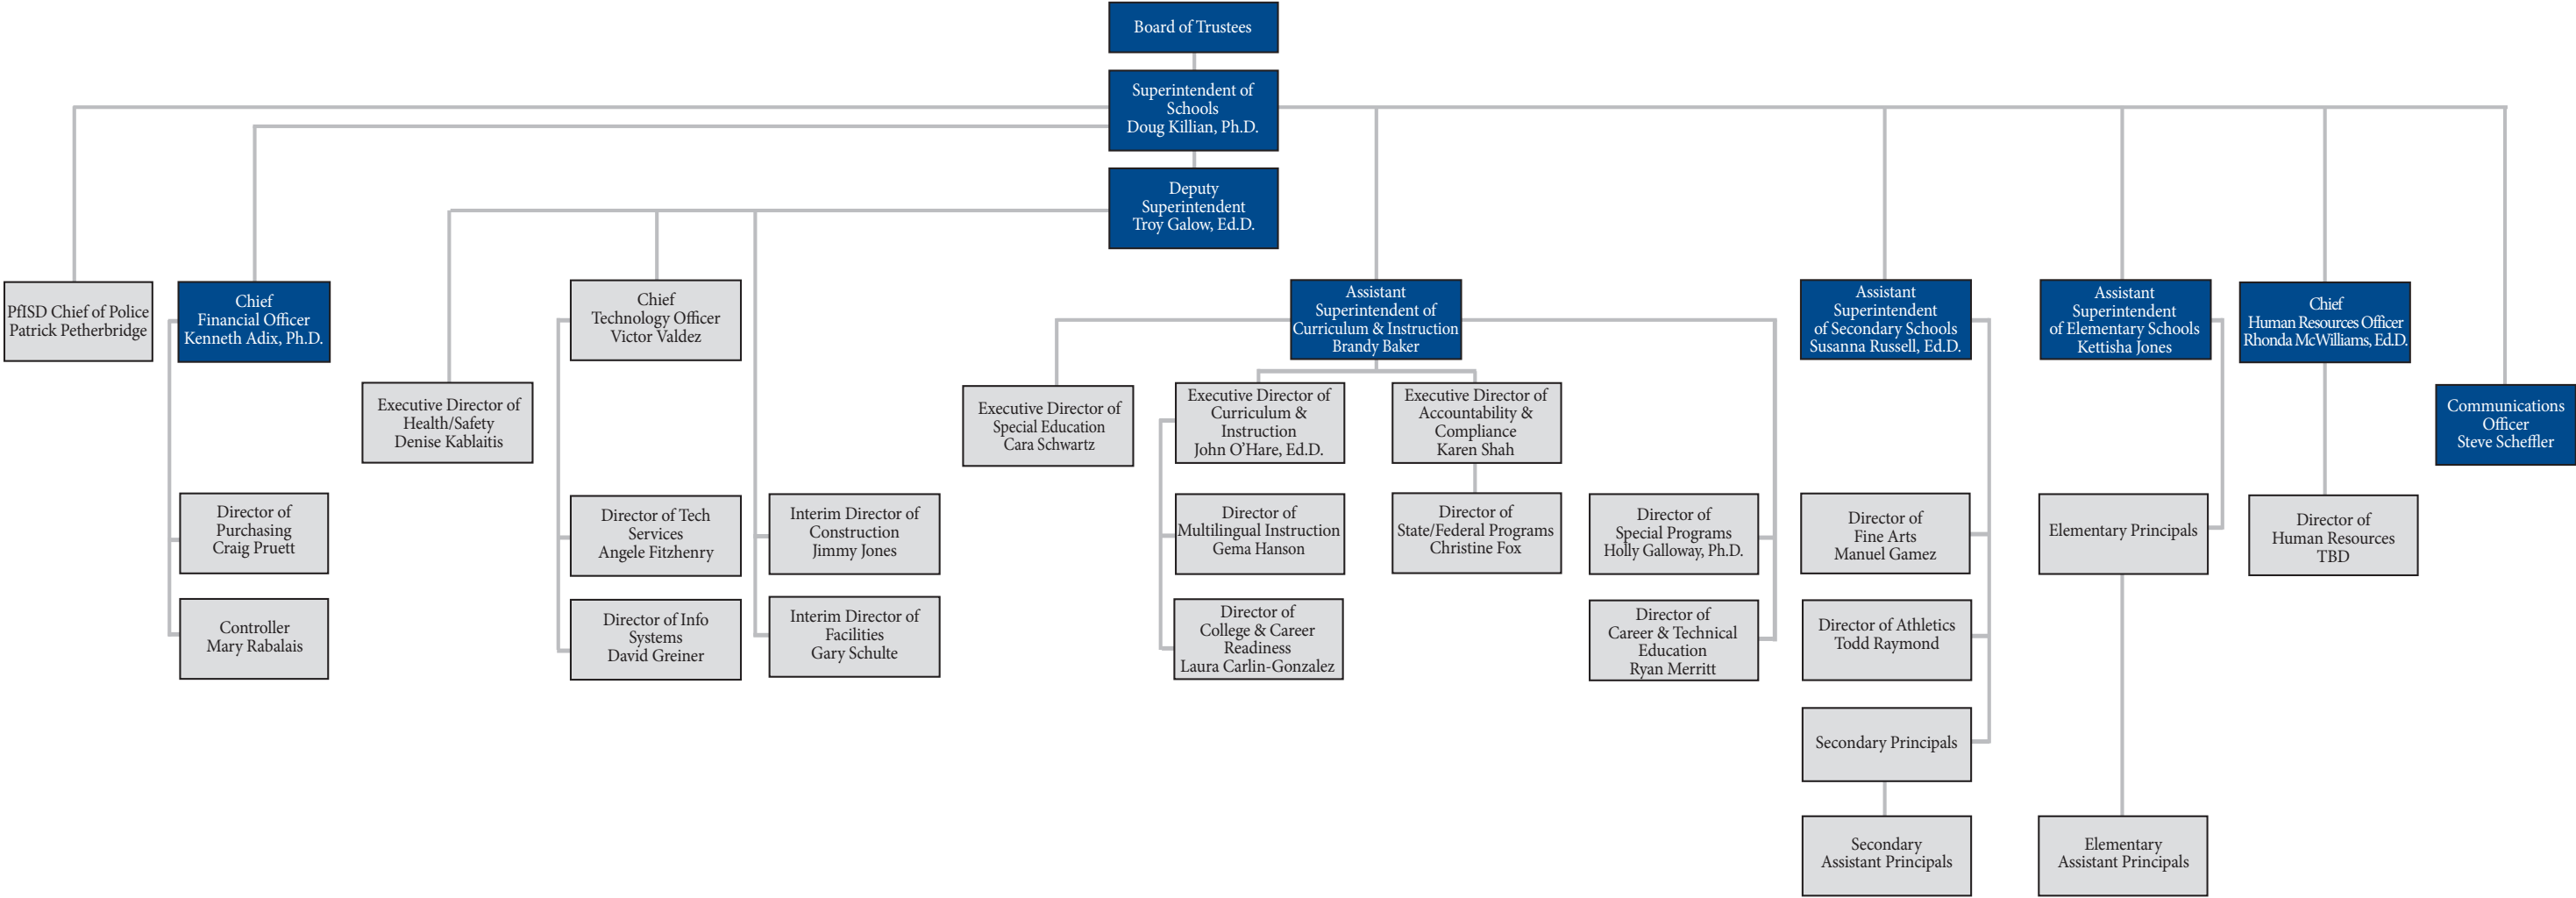 Board of Trustees
Superintendent of
Schools
Doug Killian, Ph.D.
Deputy
Superintendent
Troy Galow, Ed.D.
PfISD Chief of Police
Patrick Petherbridge
Chief
Financial Officer
Kenneth Adix, Ph.D.
Chief
Technology Officer
Victor Valdez
Assistant
Superintendent of
Curriculum & Instruction
Brandy Baker
Assistant
Superintendent
of Secondary Schools
Susanna Russell, Ed.D.
Assistant
Superintendent
of Elementary Schools
Kettisha Jones
Chief
Human Resources Officer
Rhonda McWilliams, Ed.D.
Executive Director of
Health/Safety
Denise Kablaitis
Executive Director of
Special Education
Cara Schwartz
Executive Director of
Curriculum &
Instruction
John O'Hare, Ed.D.
Executive Director of
Accountability &
Compliance
Karen Shah
Communications
Officer
Steve Scheffler
Director of
Purchasing
Craig Pruett
Director of Tech
Services
Angele Fitzhenry
Interim Director of
Construction
Jimmy Jones
Director of
Multilingual Instruction
Gema Hanson
Director of
State/Federal Programs
Christine Fox
Director of
Special Programs
Holly Galloway, Ph.D.
Director of
Fine Arts
Manuel Gamez
Elementary Principals
Director of
Human Resources
TBD
Controller
Mary Rabalais
Director of Info
Systems
David Greiner
Interim Director of
Facilities
Gary Schulte
Director of
College & Career
Readiness
Laura Carlin-Gonzalez
Director of
Career & Technical
Education
Ryan Merritt
Director of Athletics
Todd Raymond
Secondary Principals
Secondary
Assistant Principals
Elementary
Assistant Principals